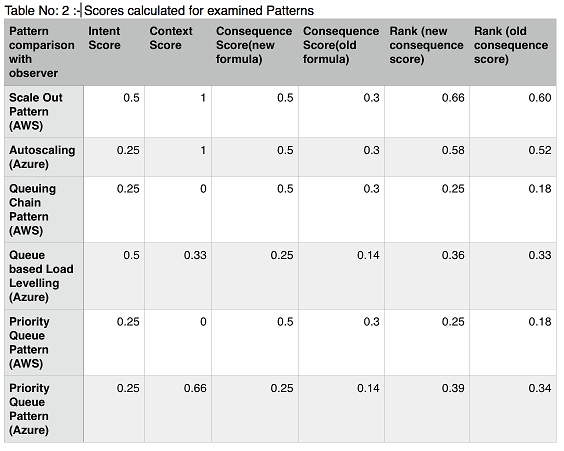 Table No: 2 :- Scores calculated for examined Patterns
Pattern comparison with observer Intent Score Context Score Consequence Score(new formula) Consequence Score(old formula) Rank (new consequence score) Rank (old consequence score)
Scale Out Pattern (AWS) 0.5 1 0.5 0.3 0.66 0.60
Autoscaling (Azure) 0.25 1 0.5 0.3 0.58 0.52
Queuing Chain Pattern (AWS) 0.25 0 0.5 0.3 0.25 0.18
Queue based Load Levelling (Azure) 0.5 0.33 0.25 0.14 0.36 0.33
Priority Queue Pattern (AWS) 0.25 0 0.5 0.3 0.25 0.18
Priority Queue Pattern (Azure) 0.25 0.66 0.25 0.14 0.39 0.34